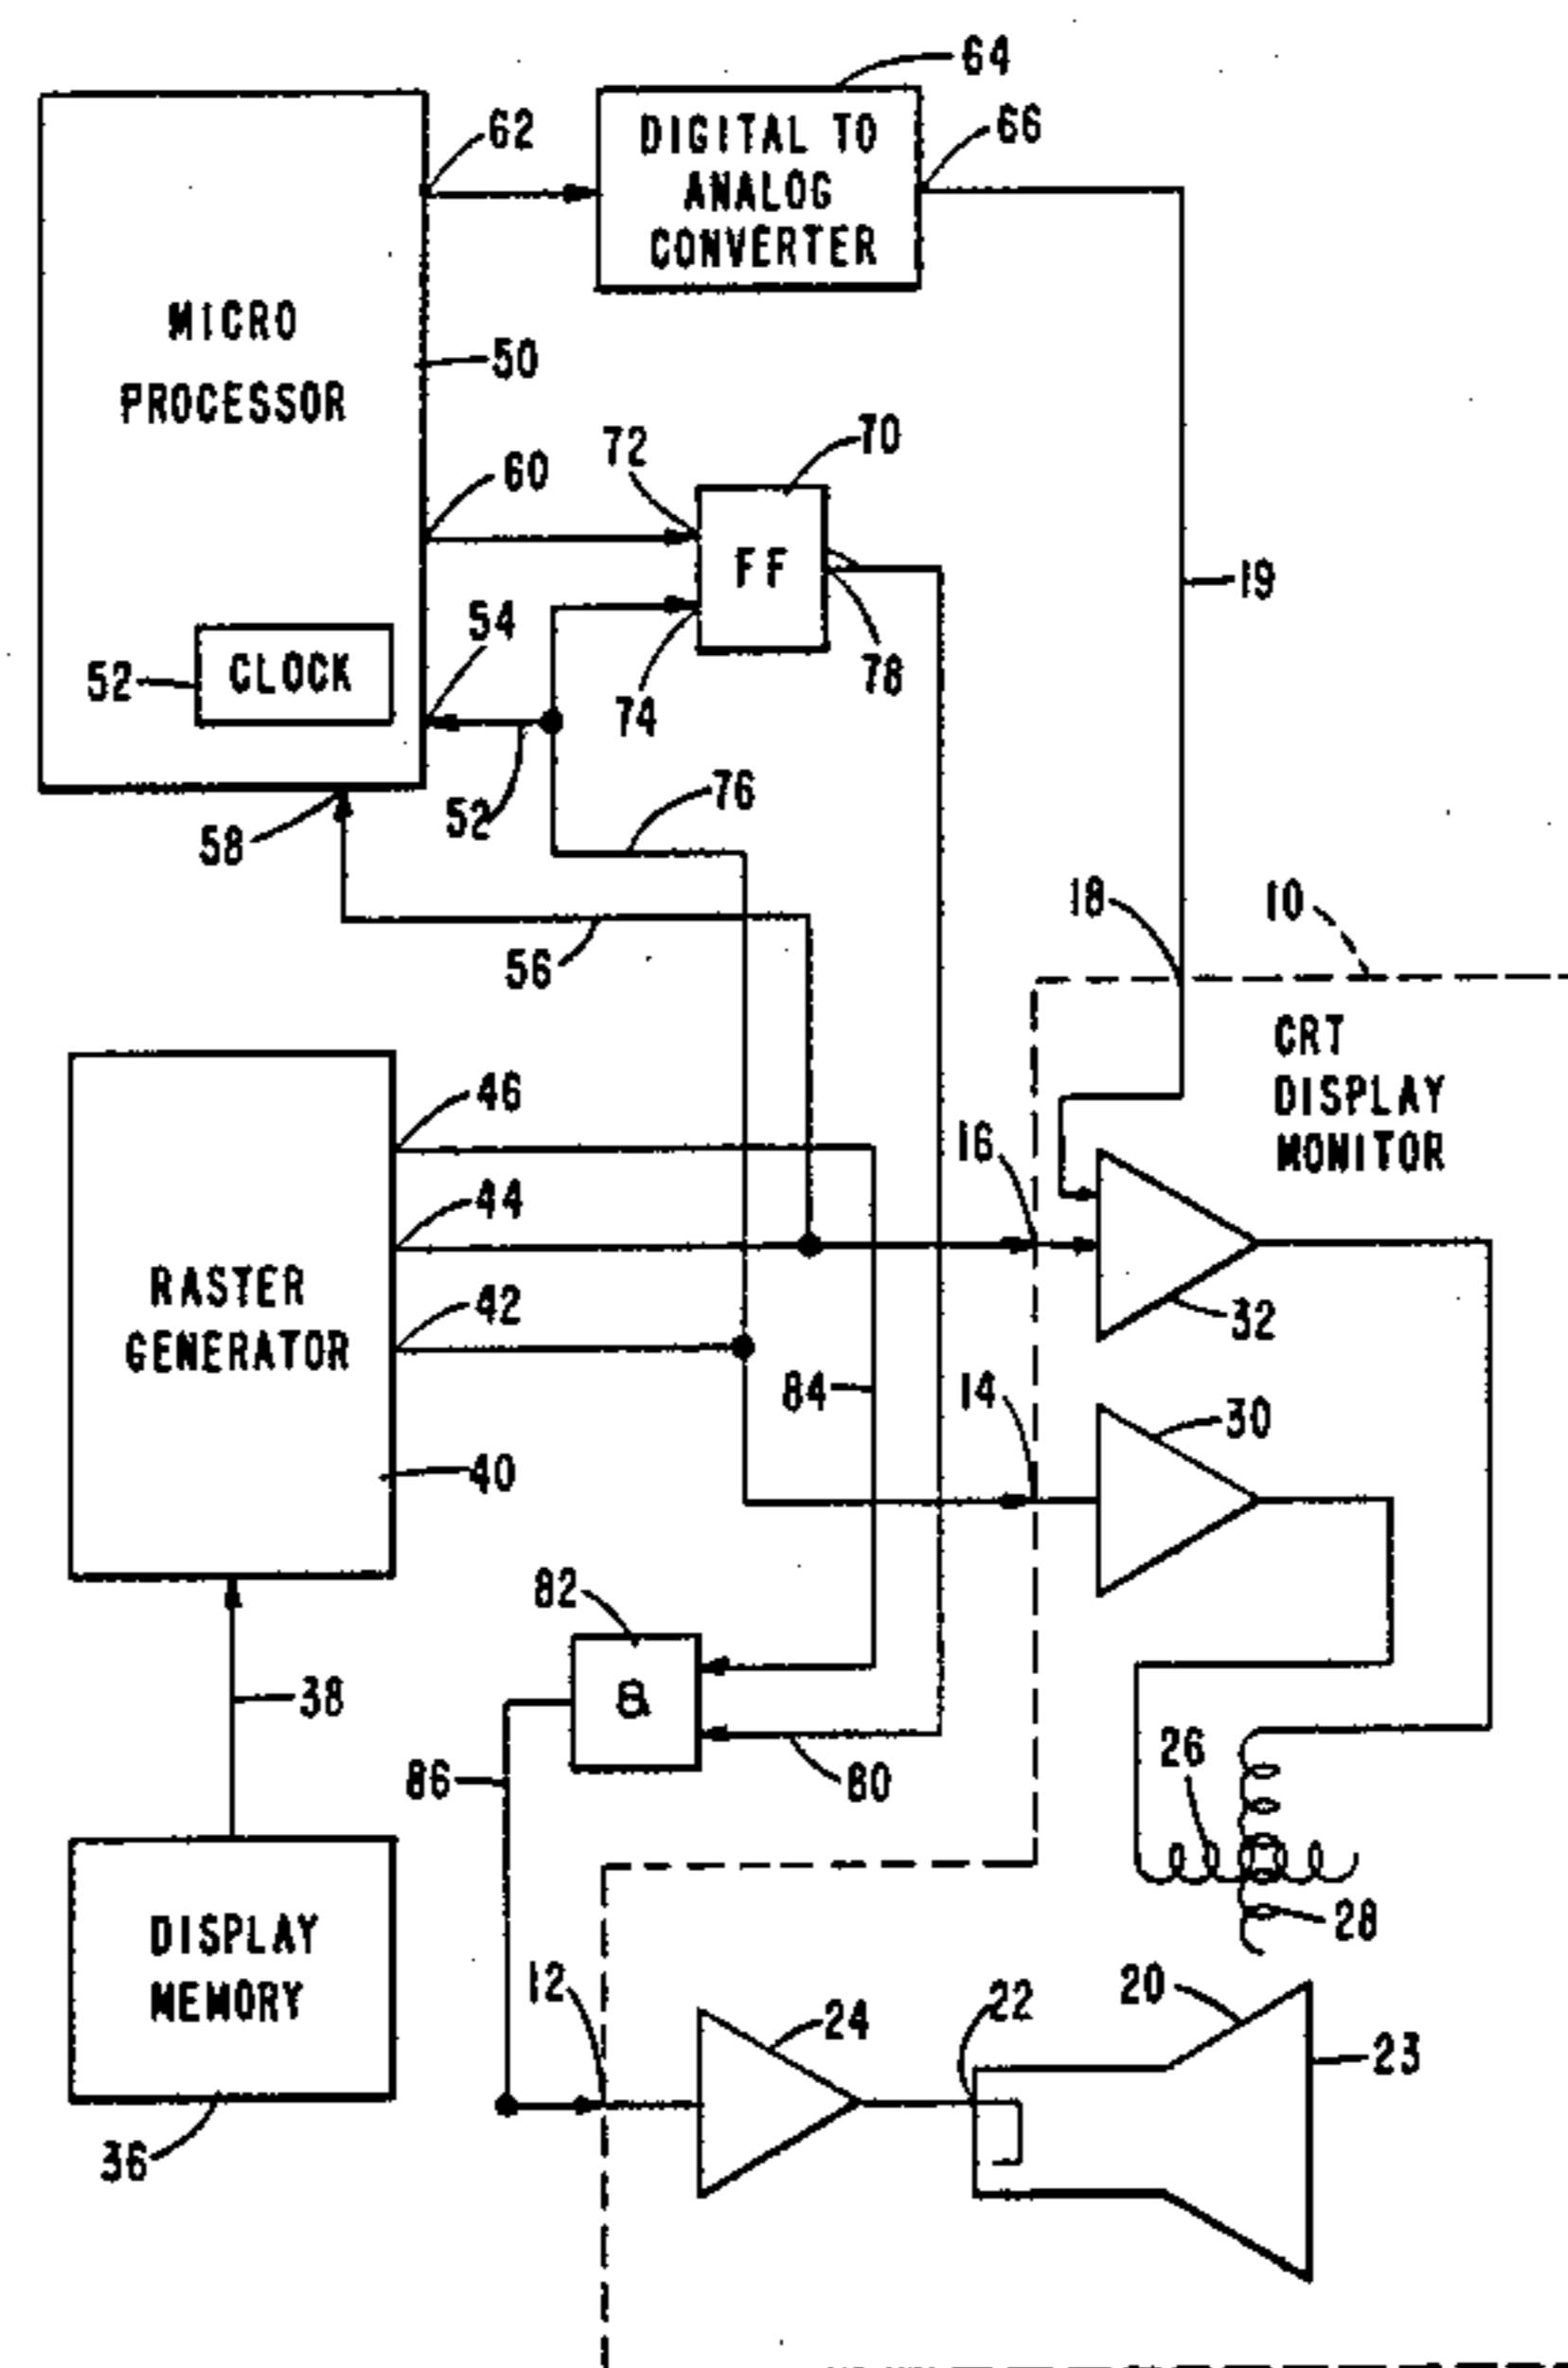 64
62
DIGITAL TO
ANALOG
CONVERTER
66
MICRO
PROCESSOR
50
60
72
70
FF
54
19
52
CLOCK
74
78
52
76
58
56
18
10
CRT
DISPLAY
MONITOR
46
16
44
RASTER
GENERATOR
42
32
84
14
30
40
82
&
38
86
80
26
28
DISPLAY
MEMORY
12
24
22
20
23
36